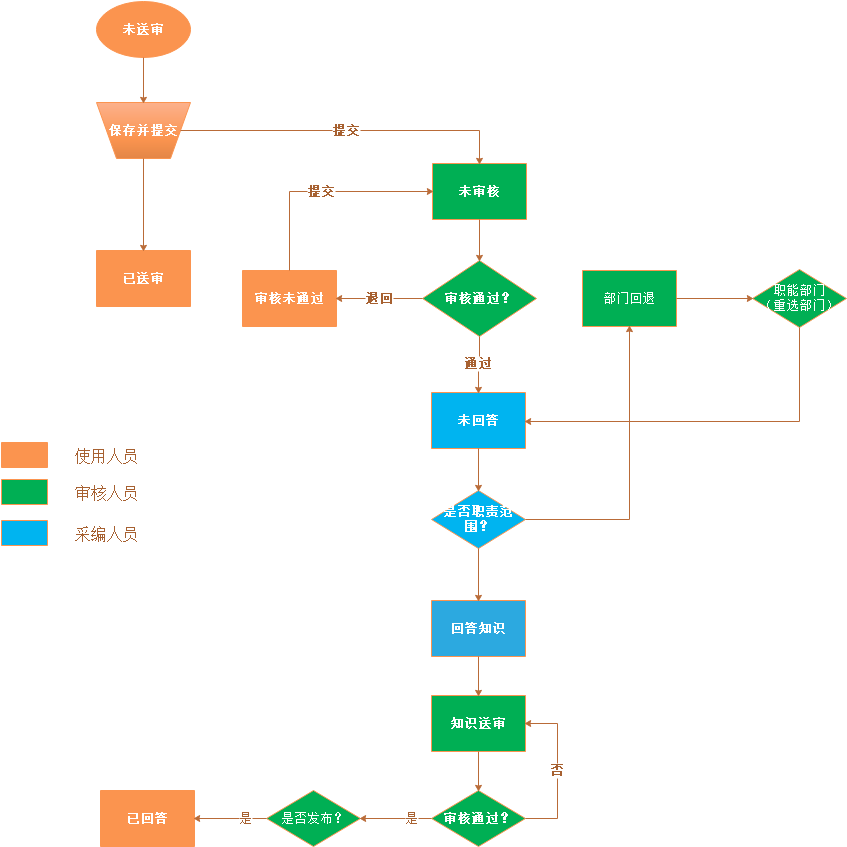 未送审
保存并提交
提交
提交
未审核
已送审
审核未通过
退回
审核通过？
部门回退
职能部门
（重选部门）
通过
未回答
使用人员
审核人员
是否职责范
围？
采编人员
回答知识
知识送审
否
已回答
是
是否发布？
是
审核通过？